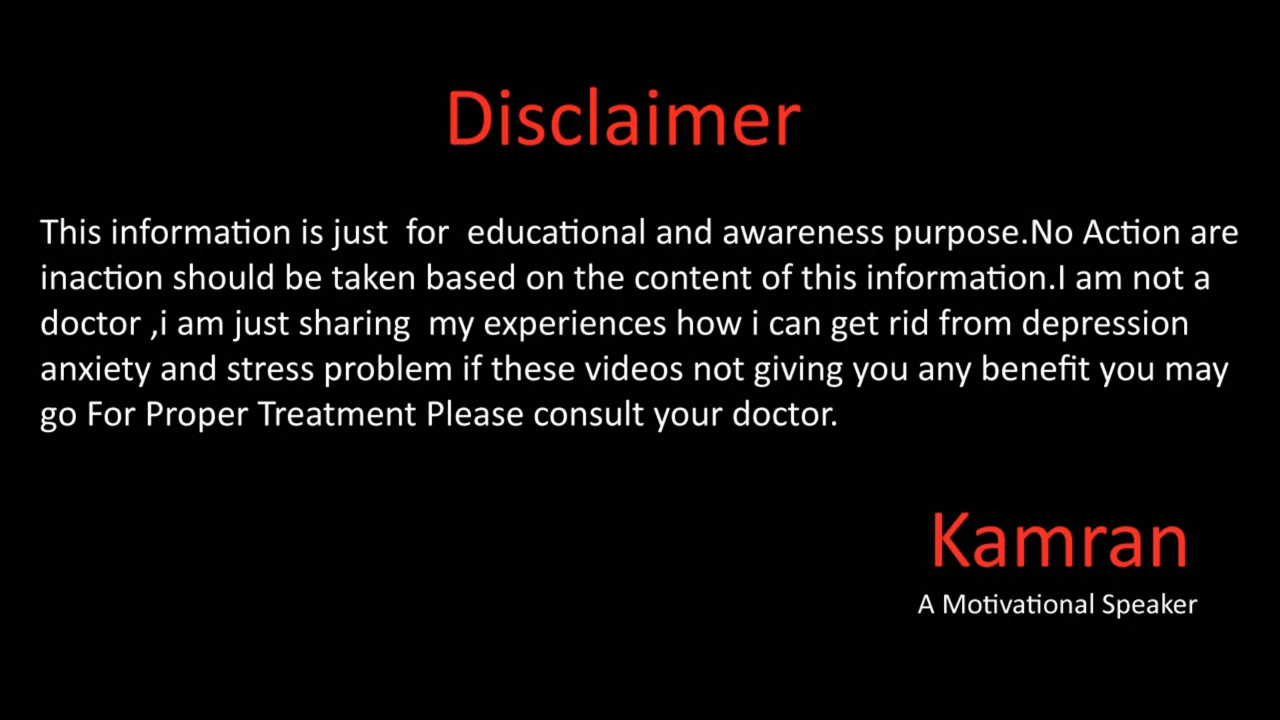 Disclaimer
This information is just  for  educational and awareness purpose.No Action are
inaction should be taken based on the content of this information.I am not a
doctor ,i am just sharing  my experiences how i can get rid from depression
anxiety and stress problem if these videos not giving you any benefit you may
go For Proper Treatment Please consult your doctor.
Kamran
A Motivational Speaker